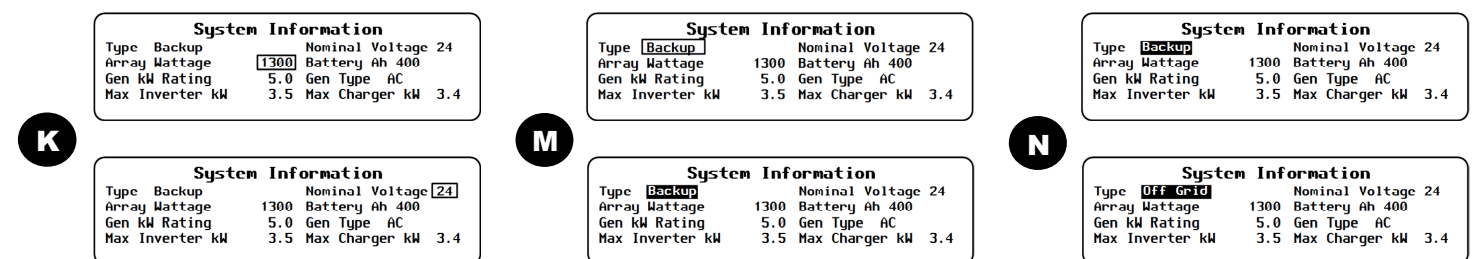 K
System Information
Type Backup Nominal Voltage 24
Array Wattage 1300 Battery Ah 400
Gen kW Rating 5.0 Gen Type AC
Max Inverter kW 3.5 Max Charger kW 3.4
System Information
Type Backup Nominal Voltage 24
Array Wattage 1300 Battery Ah 400
Gen kW Rating 5.0 Gen Type AC
Max Inverter kW 3.5 Max Charger kW 3.4
M
System Information
Type Backup Nominal Voltage 24
Array Wattage 1300 Battery Ah 400
Gen kW Rating 5.0 Gen Type AC
Max Inverter kW 3.5 Max Charger kW 3.4
System Information
Type Backup Nominal Voltage 24
Array Wattage 1300 Battery Ah 400
Gen kW Rating 5.0 Gen Type AC
Max Inverter kW 3.5 Max Charger kW 3.4
N
System Information
Type Backup Nominal Voltage 24
Array Wattage 1300 Battery Ah 400
Gen kW Rating 5.0 Gen Type AC
Max Inverter kW 3.5 Max Charger kW 3.4
System Information
Type Off Grid Nominal Voltage 24
Array Wattage 1300 Battery Ah 400
Gen kW Rating 5.0 Gen Type AC
Max Inverter kW 3.5 Max Charger kW 3.4